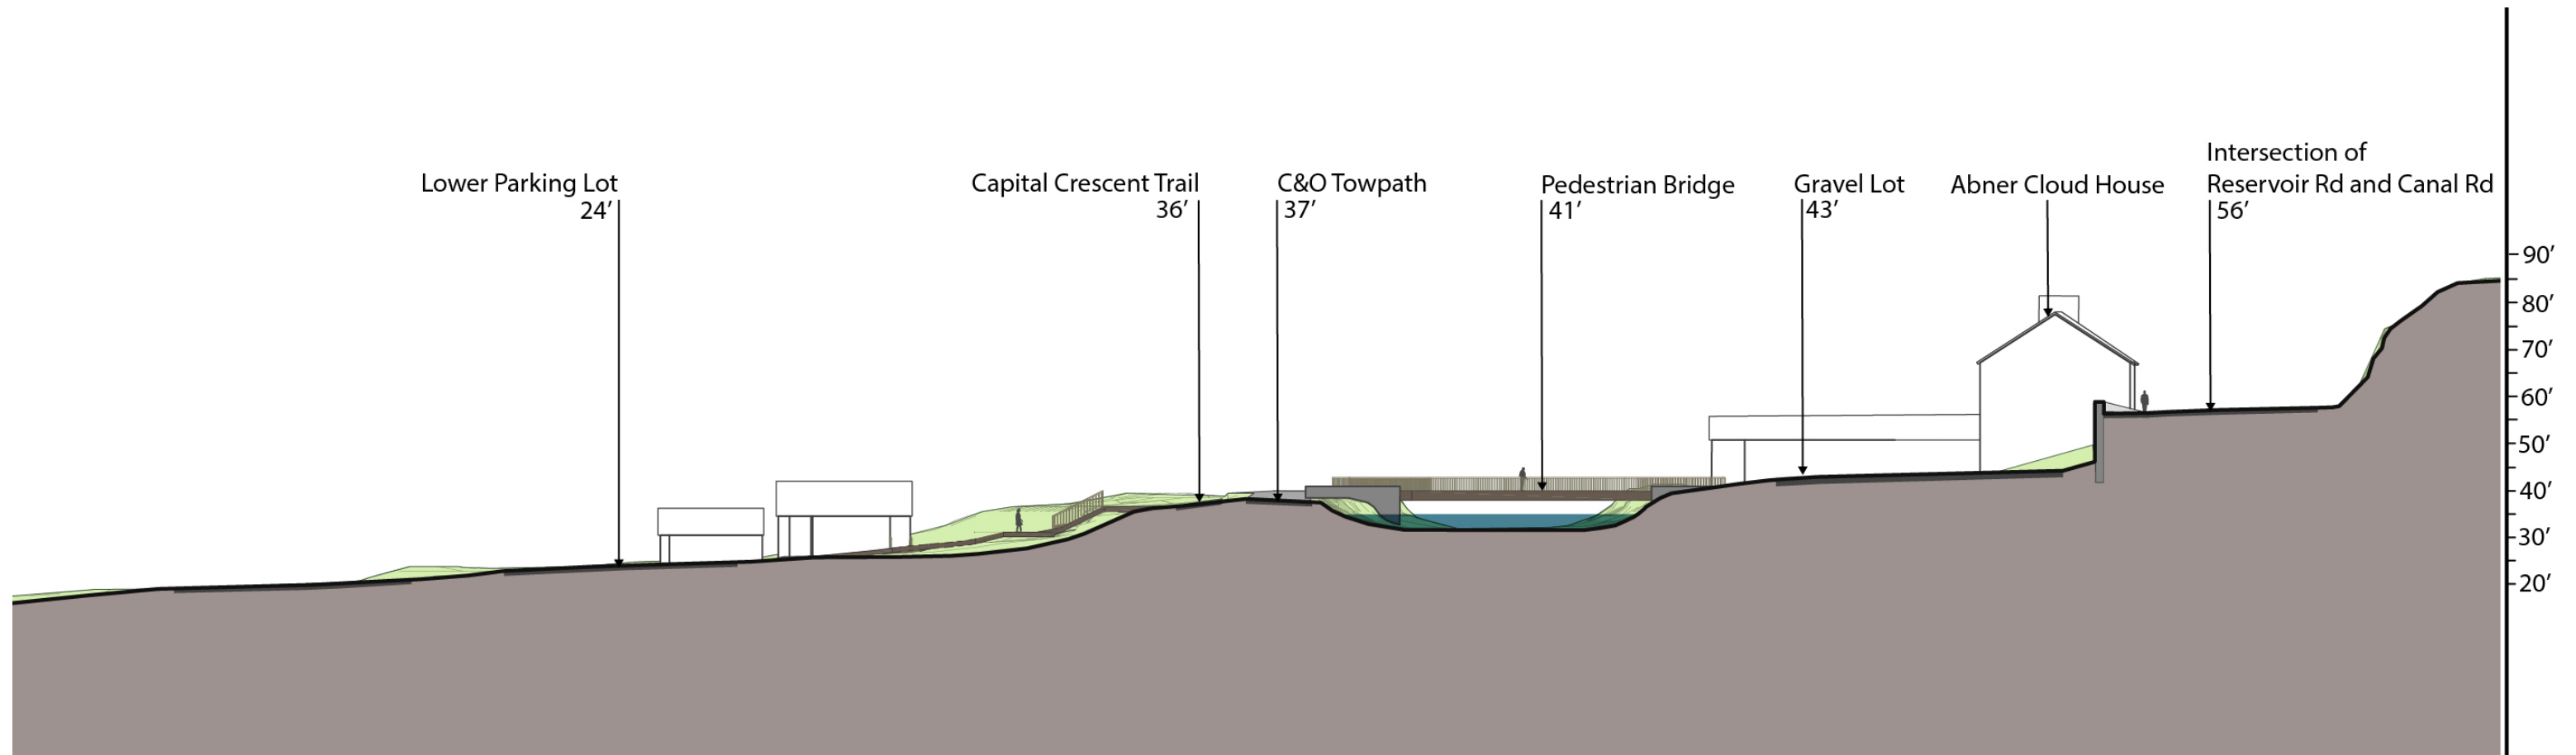 Lower Parking Lot
24’
Capital Crescent Trail
36’
C&O Towpath
37’
Pedestrian Bridge
41’
Gravel Lot
43’
Abner Cloud House
Intersection of
Reservoir Rd and Canal Rd
56’
90’
80’
70’
60’
50’
40’
30’
20’